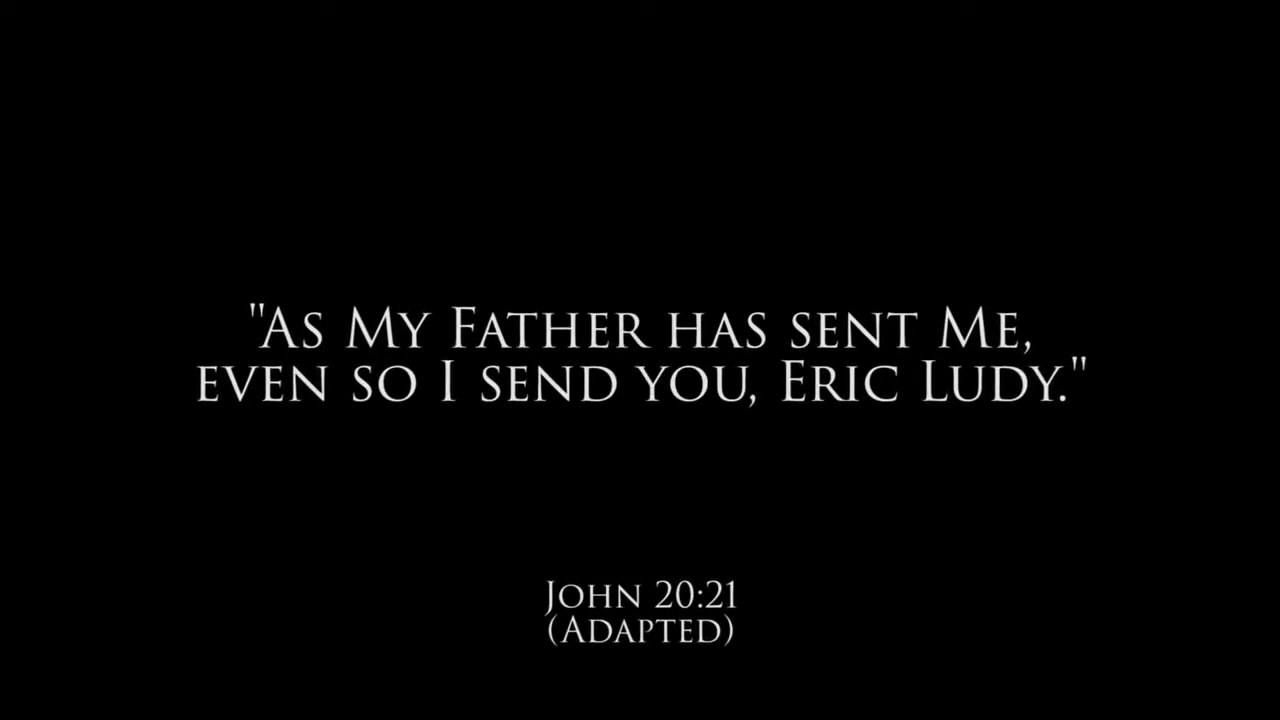 "As My Father has sent Me,
even so I send you, Eric Ludy."
John 20:21
(Adapted)